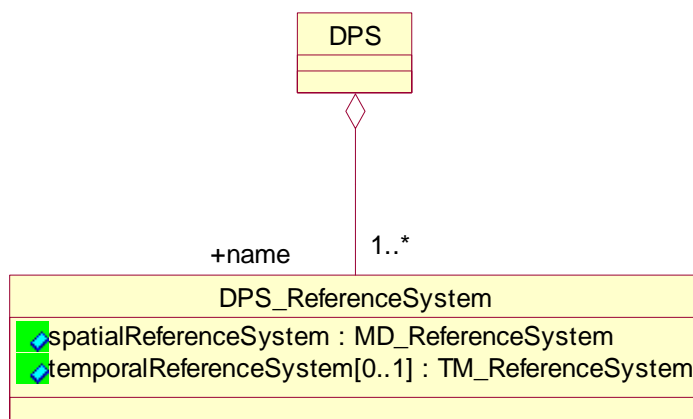 DPS
+name
1..*
DPS_ReferenceSystem
spatialReferenceSystem : MD_ReferenceSystem
temporalReferenceSystem[0..1] : TM_ReferenceSystem